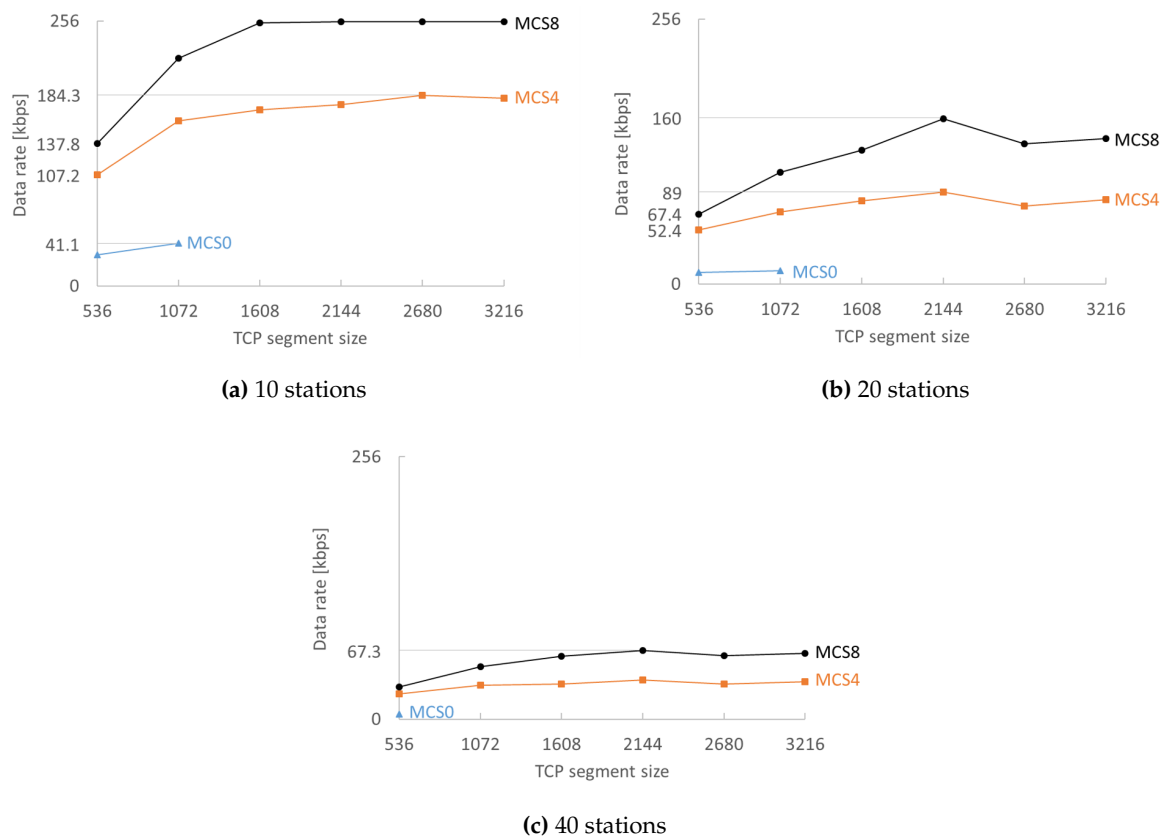 256
184.3
137.8
107.2
41.1
0
Data rate [kbps]
MCS8
MCS4
MCS0
536 1072 1608 2144 2680 3216
TCP segment size
(a) 10 stations
256
160
89
67.4
52.4
0
Data rate [kbps]
MCS8
MCS4
MCS0
536 1072 1608 2144 2680 3216
TCP segment size
(b) 20 stations
256
67.3
0
Data rate [kbps]
MCS8
MCS4
MCS0
536 1072 1608 2144 2680 3216
TCP segment size
(c) 40 stations